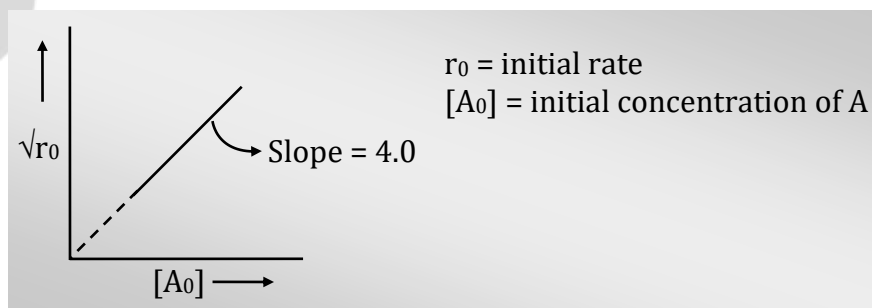 r₀ = initial rate
[A₀] = initial concentration of A
√r₀
Slope = 4.0
[A₀]